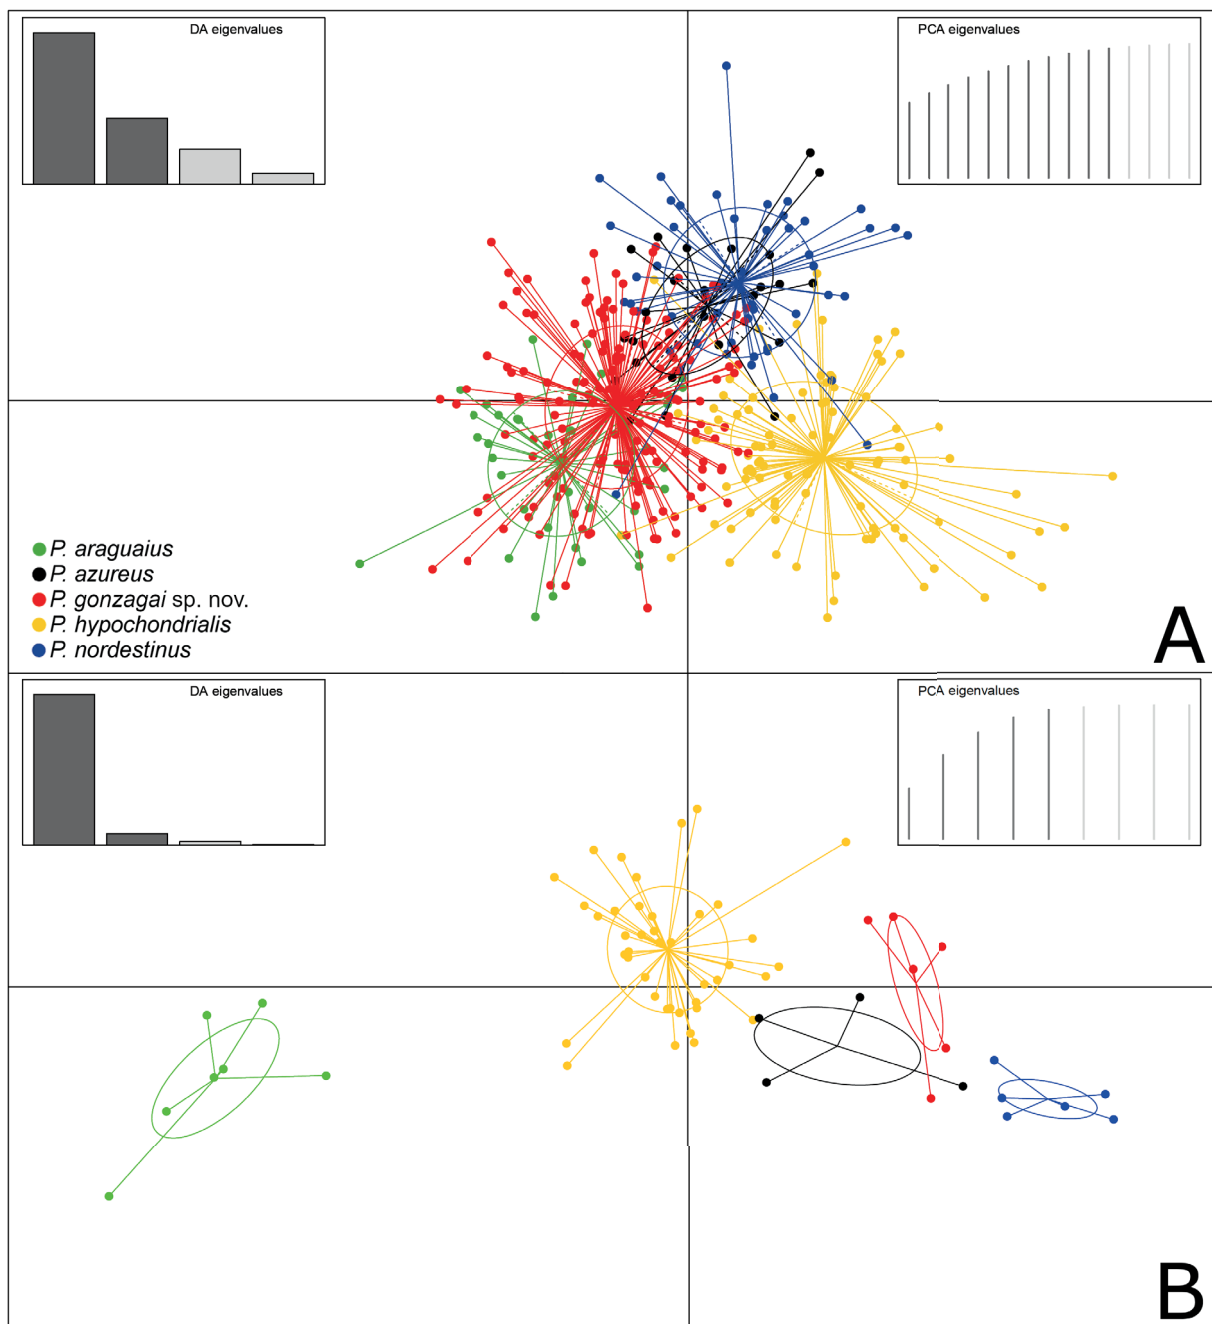 DA eigenvalues
PCA eigenvalues
P. araguaius
P. azureus
P. gonzagai sp. nov.
P. hypochondrialis
P. nordestinus
A
DA eigenvalues
PCA eigenvalues
B